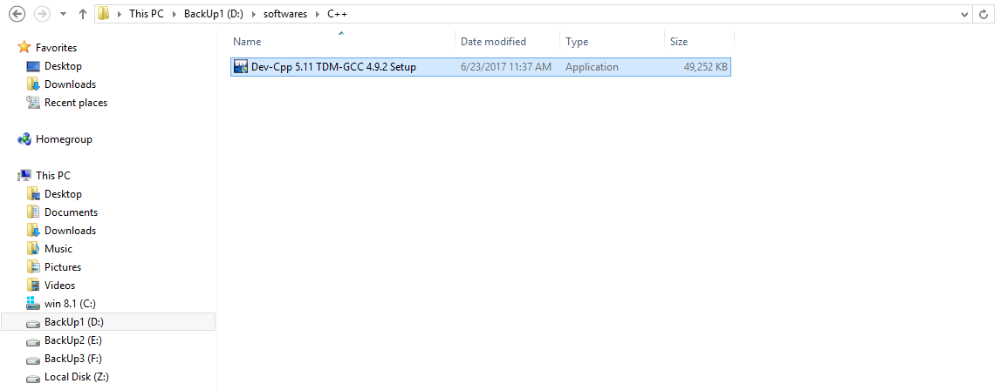 This PC BackUp1 (D:) softwares C++
Name Date modified Type Size
Dev-Cpp 5.11 TDM-GCC 4.9.2 Setup 6/23/2017 11:37 AM Application 49,252 KB
Favorites
Desktop
Downloads
Recent places
Homegroup
This PC
Desktop
Documents
Downloads
Music
Pictures
Videos
win 8.1 (C:)
BackUp1 (D:)
BackUp2 (E:)
BackUp3 (F:)
Local Disk (Z:)